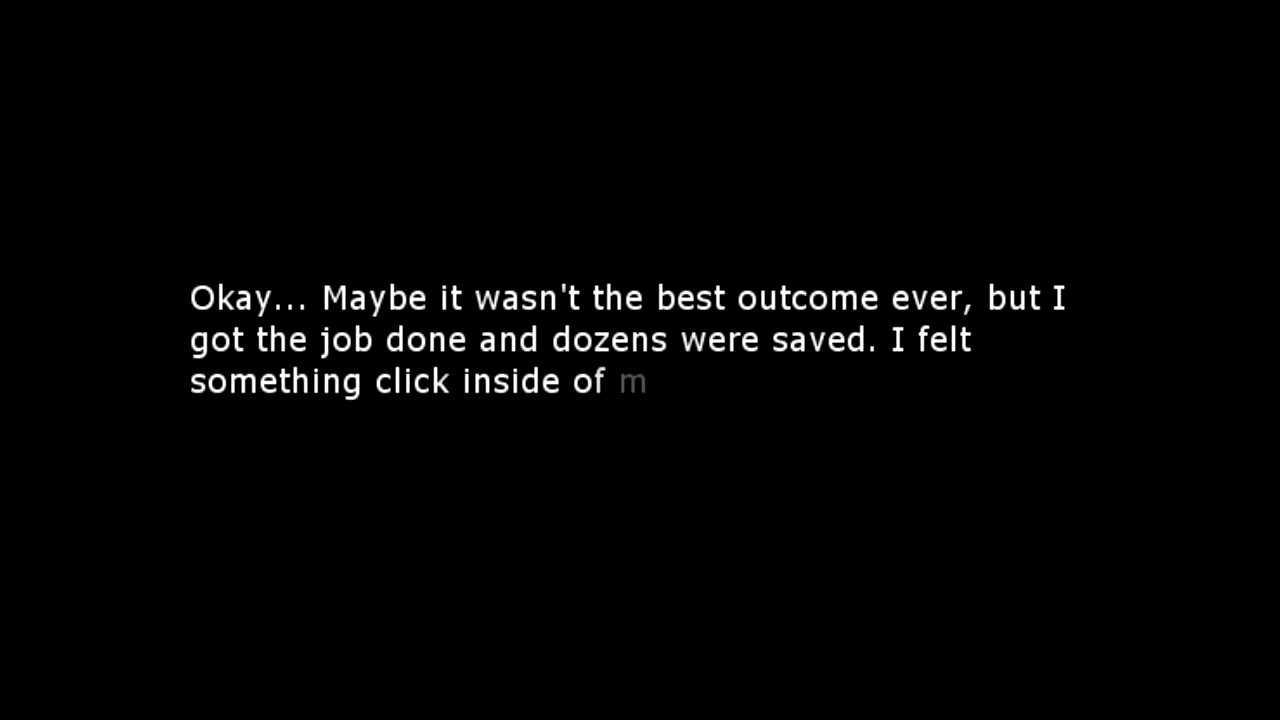 Okay... Maybe it wasn't the best outcome ever, but I
got the job done and dozens were saved. I felt
something click inside of m